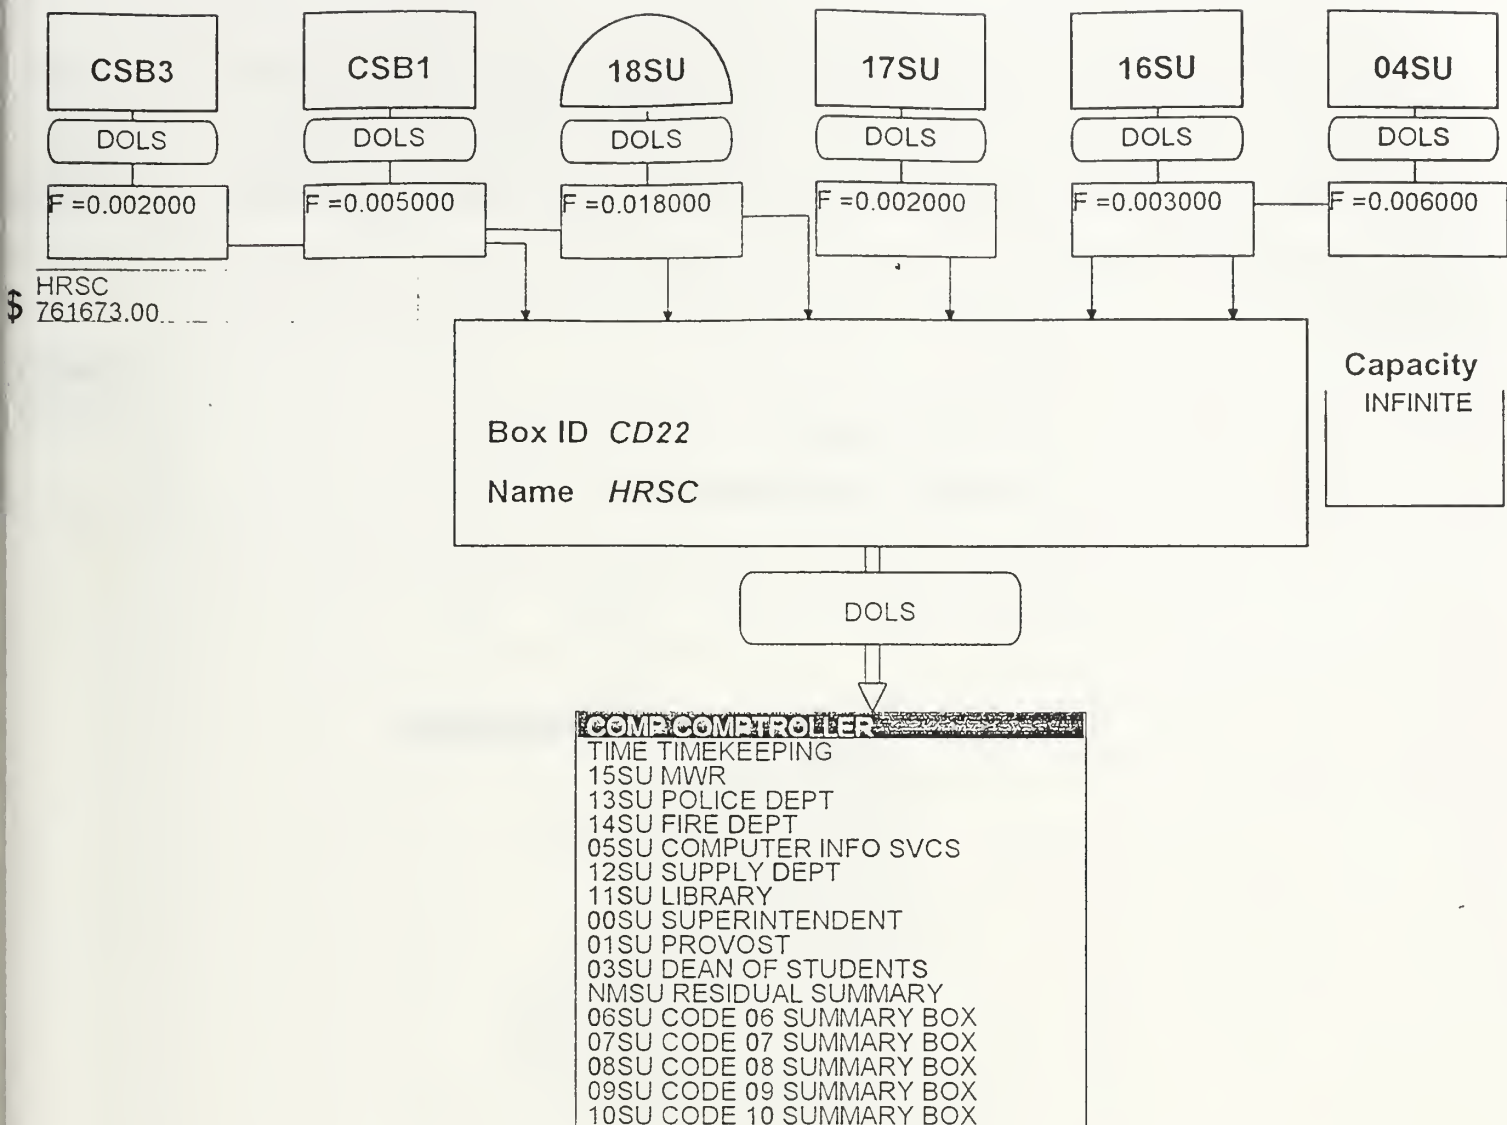 CSB3 CSB1 18SU 17SU 16SU 04SU
DOLS DOLS DOLS DOLS DOLS DOLS
F =0.002000 F =0.005000 F =0.018000 F =0.002000 F =0.003000 F =0.006000
HRSC
$ 761673.00
Capacity
INFINITE
Box ID CD22
Name HRSC
DOLS
COMP COMPTROLLER
TIME TIMEKEEPING
15SU MWR
13SU POLICE DEPT
14SU FIRE DEPT
05SU COMPUTER INFO SVCS
12SU SUPPLY DEPT
11SU LIBRARY
00SU SUPERINTENDENT
01SU PROVOST
03SU DEAN OF STUDENTS
NMSU RESIDUAL SUMMARY
06SU CODE 06 SUMMARY BOX
07SU CODE 07 SUMMARY BOX
08SU CODE 08 SUMMARY BOX
09SU CODE 09 SUMMARY BOX
10SU CODE 10 SUMMARY BOX